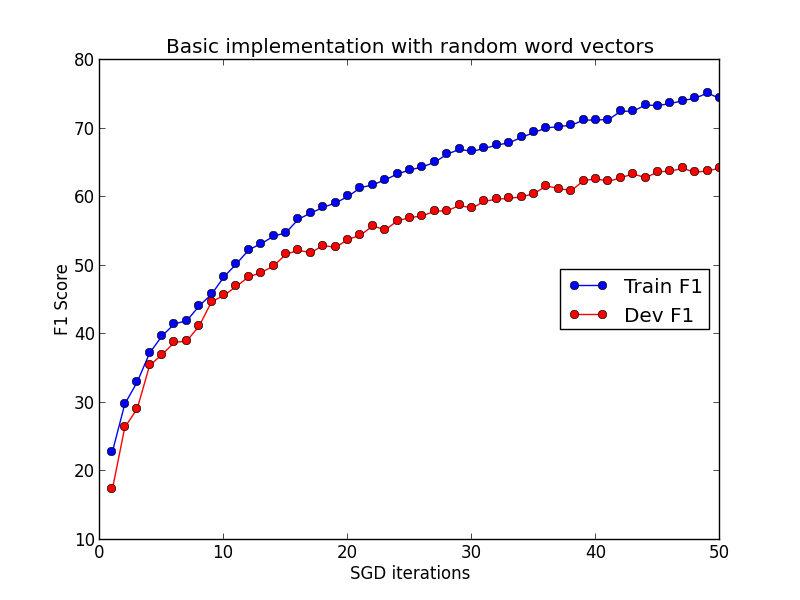 Basic implementation with random word vectors
80
70
60
50
40
30
20
10
F1 Score
Train F1
Dev F1
0 10 20 30 40 50
SGD iterations